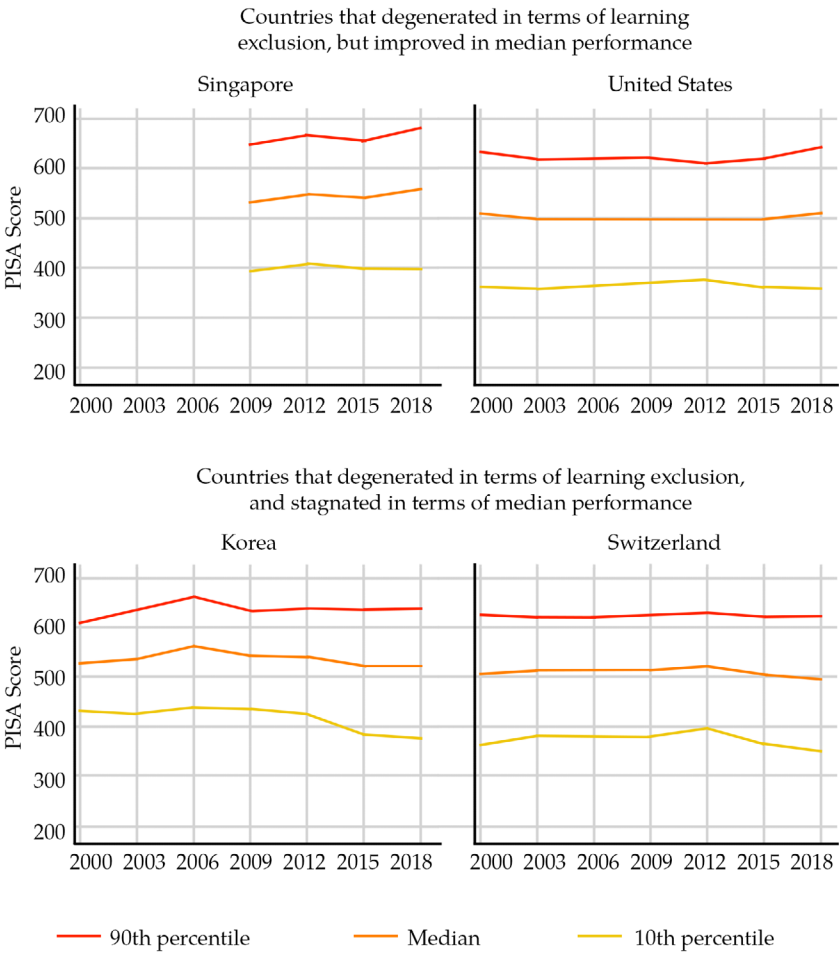 Countries that degenerated in terms of learning
exclusion, but improved in median performance
Singapore
United States
PISA Score
700
600
500
400
300
200
2000 2003 2006 2009 2012 2015 2018
2000 2003 2006 2009 2012 2015 2018
Countries that degenerated in terms of learning exclusion,
and stagnated in terms of median performance
Korea
Switzerland
PISA Score
700
600
500
400
300
200
2000 2003 2006 2009 2012 2015 2018
2000 2003 2006 2009 2012 2015 2018
90th percentile
Median
10th percentile